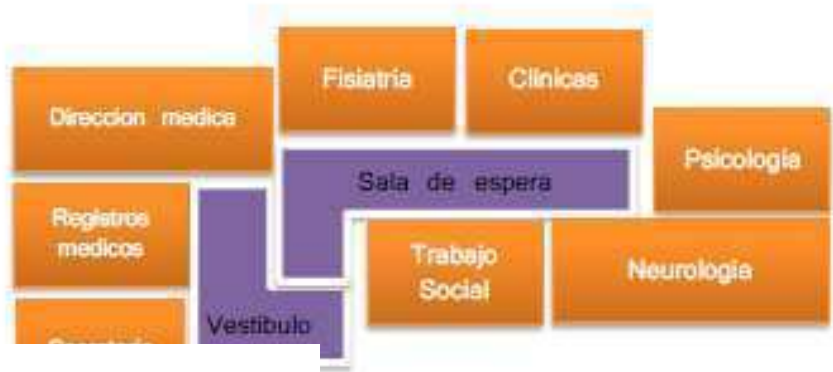 Fisiatria
Clinicas
Direccion medica
Psicologia
Sala de espera
Registros
medicos
Trabajo
Social
Neurologia
Vestibulo